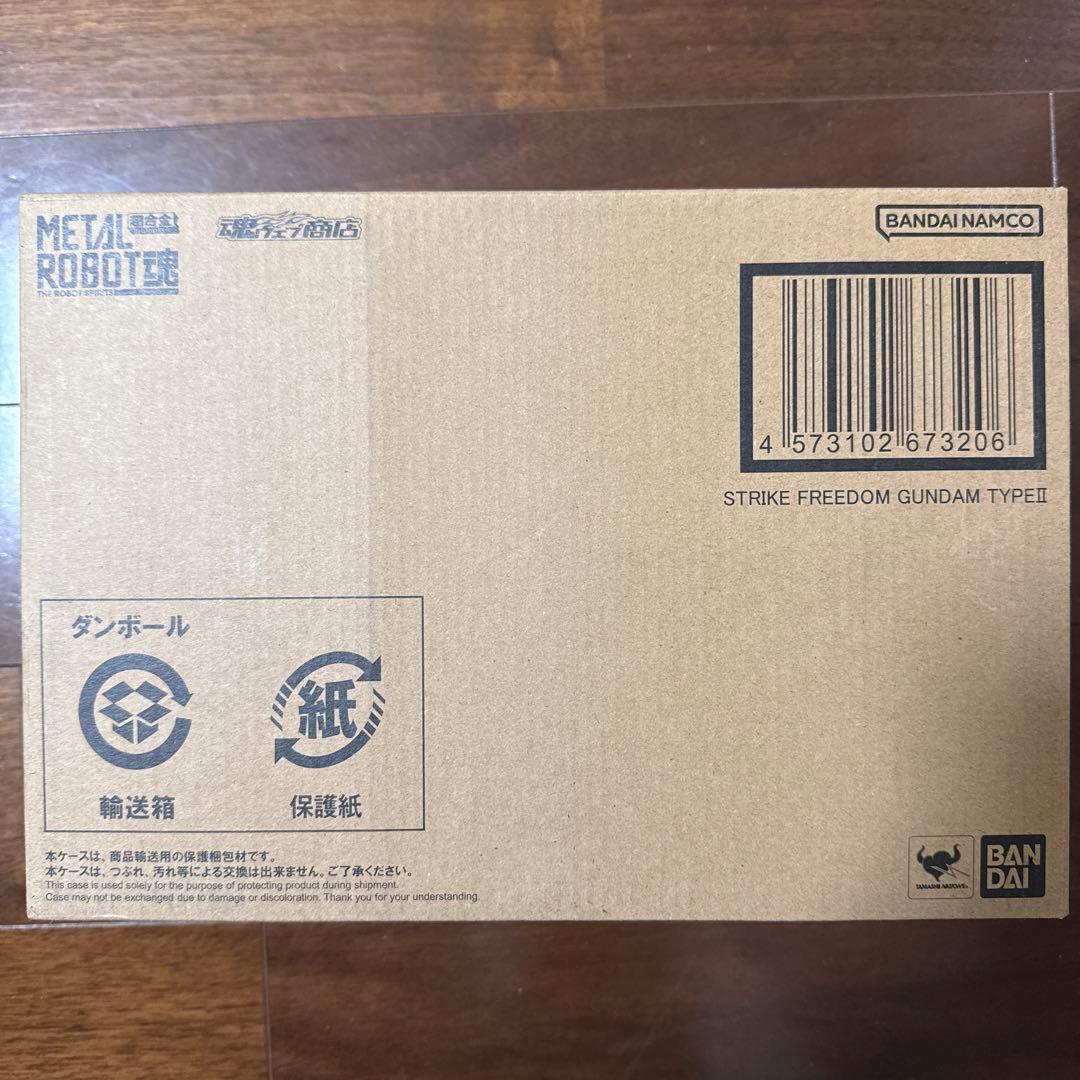 METAL 超合金
ROBOT魂
THE ROBOT SPIRITS
魂ウェブ商店
BANDAI NAMCO
4 573102 673206
STRIKE FREEDOM GUNDAM TYPEⅡ
ダンボール
紙
輸送箱
保護紙
本ケースは、商品輸送用の保護梱包材です。
本ケースは、つぶれ、汚れ等による交換は出来ません。ご了承ください。
This case is used solely for the purpose of protecting product during shipment.
Case may not be exchanged due to damage or discoloration. Thank you for your understanding.
TAMASHII NATIONS
BAN
DAI